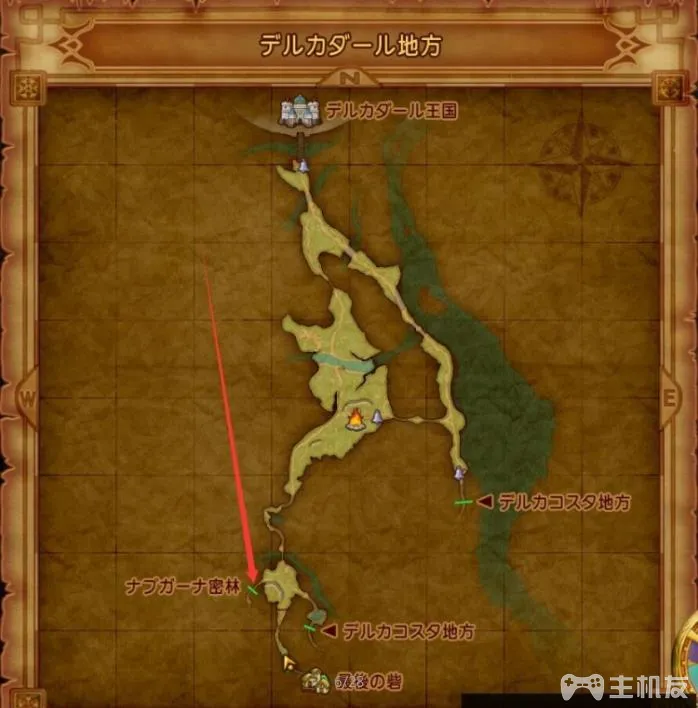 デルカダール地方
N
デルカダール王国
W
E
デルカコスタ地方
ナプガーナ密林
デルカコスタ地方
最後の砦
主机友